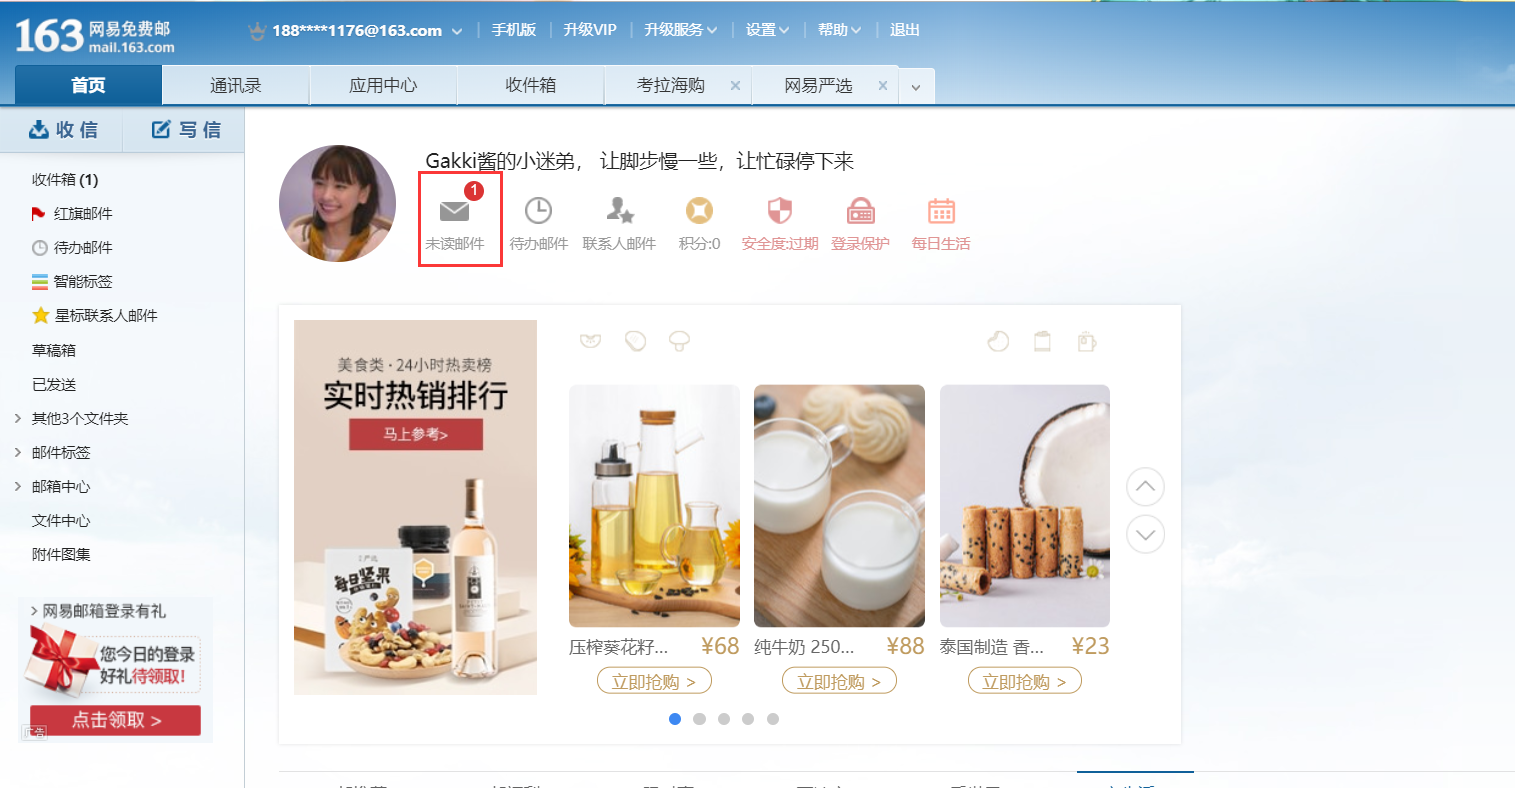 163 网易免费邮
mail.163.com
188****1176@163.com
手机版
升级VIP
升级服务
设置
帮助
退出
首页
通讯录
应用中心
收件箱
考拉海购 ×
网易严选 ×
收信
写信
收件箱 (1)
红旗邮件
待办邮件
智能标签
星标联系人邮件
草稿箱
已发送
其他3个文件夹
邮件标签
邮箱中心
文件中心
附件图集
> 网易邮箱登录有礼
您今日的登录
好礼待领取!
点击领取 >
广告
Gakki酱的小迷弟， 让脚步慢一些，让忙碌停下来
1
未读邮件
待办邮件
联系人邮件
积分:0
安全度:过期
登录保护
每日生活
美食类·24小时热卖榜
实时热销排行
马上参考>
每日坚果
压榨葵花籽... ¥68
立即抢购 >
纯牛奶 250... ¥88
立即抢购 >
泰国制造 香... ¥23
立即抢购 >